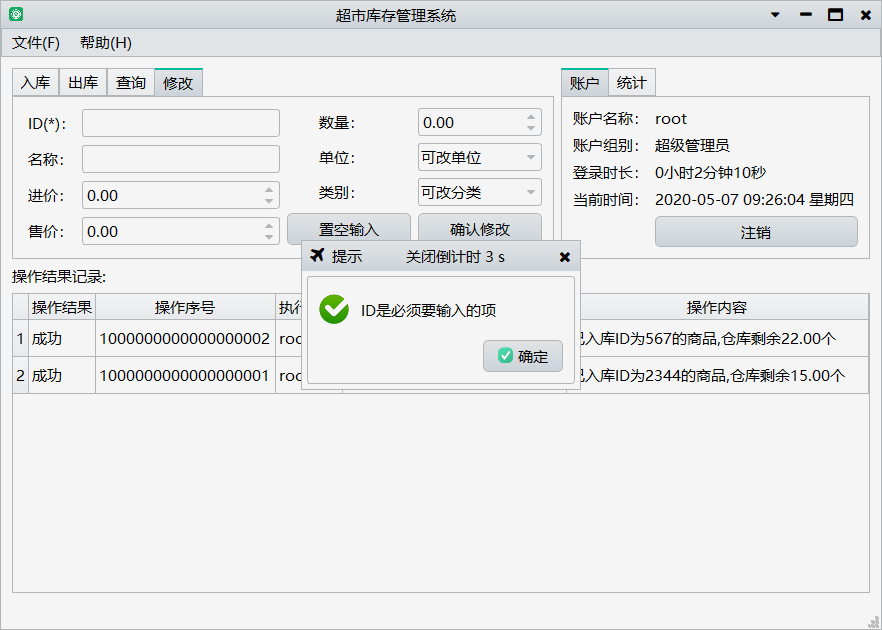 超市库存管理系统
文件(F) 帮助(H)
入库 出库 查询 修改
ID(*):
名称:
进价: 0.00
售价: 0.00
数量: 0.00
单位: 可改单位
类别: 可改分类
置空输入 确认修改
账户 统计
账户名称: root
账户组别: 超级管理员
登录时长: 0小时2分钟10秒
当前时间: 2020-05-07 09:26:04 星期四
注销
提示 关闭倒计时 3 s
ID是必须要输入的项
确定
操作结果记录:
操作结果 操作序号 执行 操作内容
1 成功 1000000000000000002 roo 入库ID为567的商品,仓库剩余22.00个
2 成功 1000000000000000001 roo 入库ID为2344的商品,仓库剩余15.00个